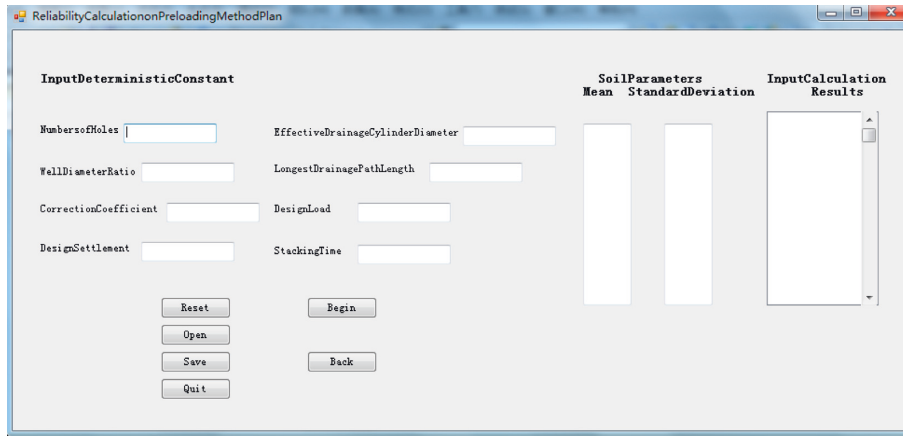 ReliabilityCalculationonPreloadingMethodPlan
InputDeterministicConstant
SoilParameters
Mean StandardDeviation
InputCalculation
Results
NumbersofHoles
EffectiveDrainageCylinderDiameter
WellDiameterRatio
LongestDrainagePathLength
CorrectionCoefficient
DesignLoad
DesignSettlement
StackingTime
Reset
Begin
Open
Save
Back
Quit